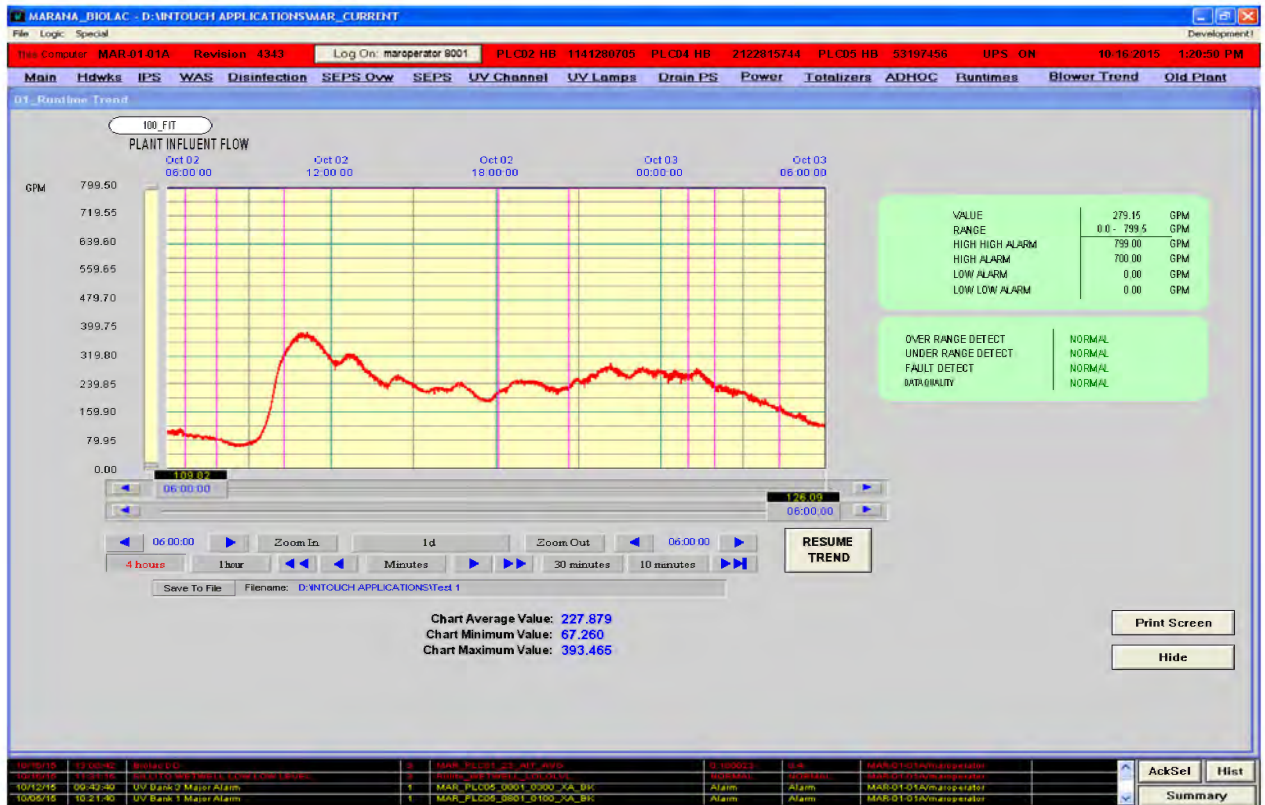 MARANA_BIOLAC - D:\INTOUCH APPLICATIONS\MAR_CURRENT
File Logic Special Development!
This Computer MAR-01-01A Revision 4343 Log On: maroperator 8001 PLC02 HB 1141280705 PLC04 HB 2122815744 PLC05 HB 53197456 UPS ON 10/16/2015 1:20:50 PM
Main Hdwks IPS WAS Disinfection SEPS Ovw SEPS UV Channel UV Lamps Drain PS Power Totalizers ADHOC Runtimes Blower Trend Old Plant
01_Runtime Trend
100_FIT
PLANT INFLUENT FLOW
Oct 02 Oct 02 Oct 02 Oct 03 Oct 03
06:00:00 12:00:00 18:00:00 00:00:00 06:00:00
GPM 799.50
719.55
639.60
559.65
479.70
399.75
319.80
239.85
159.90
79.95
0.00
VALUE 279.15 GPM
RANGE 0.0 - 799.5 GPM
HIGH HIGH ALARM 799.00 GPM
HIGH ALARM 700.00 GPM
LOW ALARM 0.00 GPM
LOW LOW ALARM 0.00 GPM
OVER RANGE DETECT NORMAL
UNDER RANGE DETECT NORMAL
FAULT DETECT NORMAL
DATA QUALITY NORMAL
109.82
06:00:00
126.09
06:00:00
06:00:00 Zoom In 1d Zoom Out 06:00:00
4 hours 1hour Minutes 30 minutes 10 minutes
RESUME TREND
Save To File Filename: D:\INTOUCH APPLICATIONS\Test 1
Chart Average Value: 227.879
Chart Minimum Value: 67.260
Chart Maximum Value: 393.465
Print Screen
Hide
Biolac DO
10/12/15 09:43:49 UV Bank 3 Major Alarm 1 MAR_PLC05_0001_0300_XA_BK Alarm Alarm MAR-01-01A\maroperator
10/05/15 10:21:40 UV Bank 1 Major Alarm 1 MAR_PLC05_0801_0100_XA_BK Alarm Alarm MAR-01-01A\maroperator
AckSel Hist
Summary